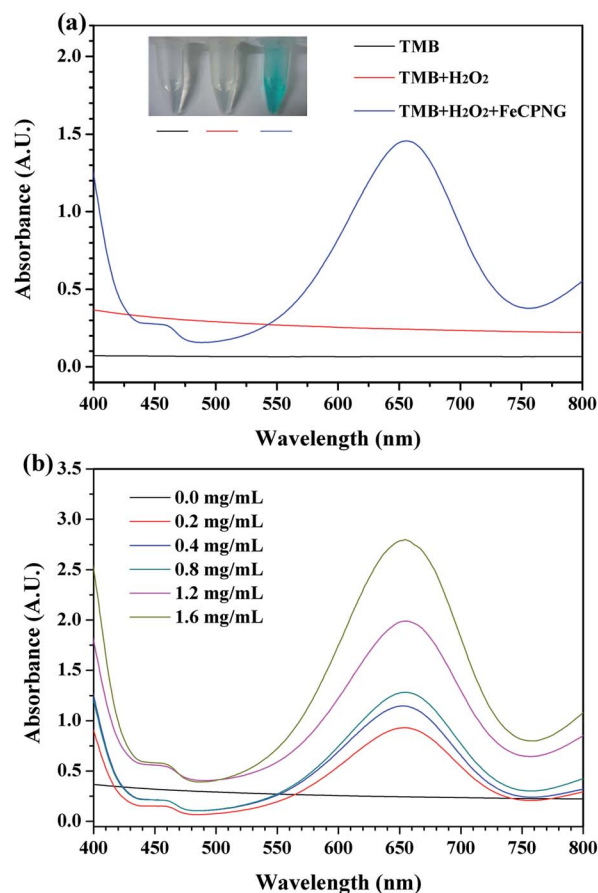 (a)
2.0
1.5
1.0
0.5
0.0
Absorbance (A.U.)
TMB
TMB+H₂O₂
TMB+H₂O₂+FeCPNG
400 450 500 550 600 650 700 750 800
Wavelength (nm)
(b)
3.5
3.0
2.5
2.0
1.5
1.0
0.5
0.0
Absorbance (A.U.)
0.0 mg/mL
0.2 mg/mL
0.4 mg/mL
0.8 mg/mL
1.2 mg/mL
1.6 mg/mL
400 450 500 550 600 650 700 750 800
Wavelength (nm)